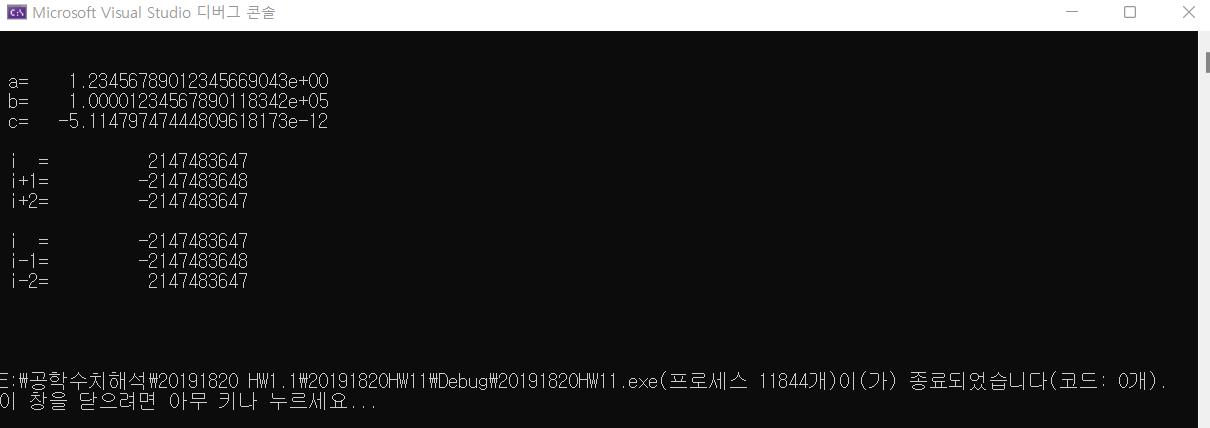 Microsoft Visual Studio 디버그 콘솔
a=    1.23456789012345669043e+00
b=    1.00001234567890118342e+05
c=   -5.11479747444809618173e-12
i  =          2147483647
i+1=         -2147483648
i+2=         -2147483647
i  =         -2147483647
i-1=         -2147483648
i-2=          2147483647
E:\공학수치해석\20191820 HW1.1\20191820HW11\Debug\20191820HW11.exe(프로세스 11844개)이(가) 종료되었습니다(코드: 0개).
이 창을 닫으려면 아무 키나 누르세요...